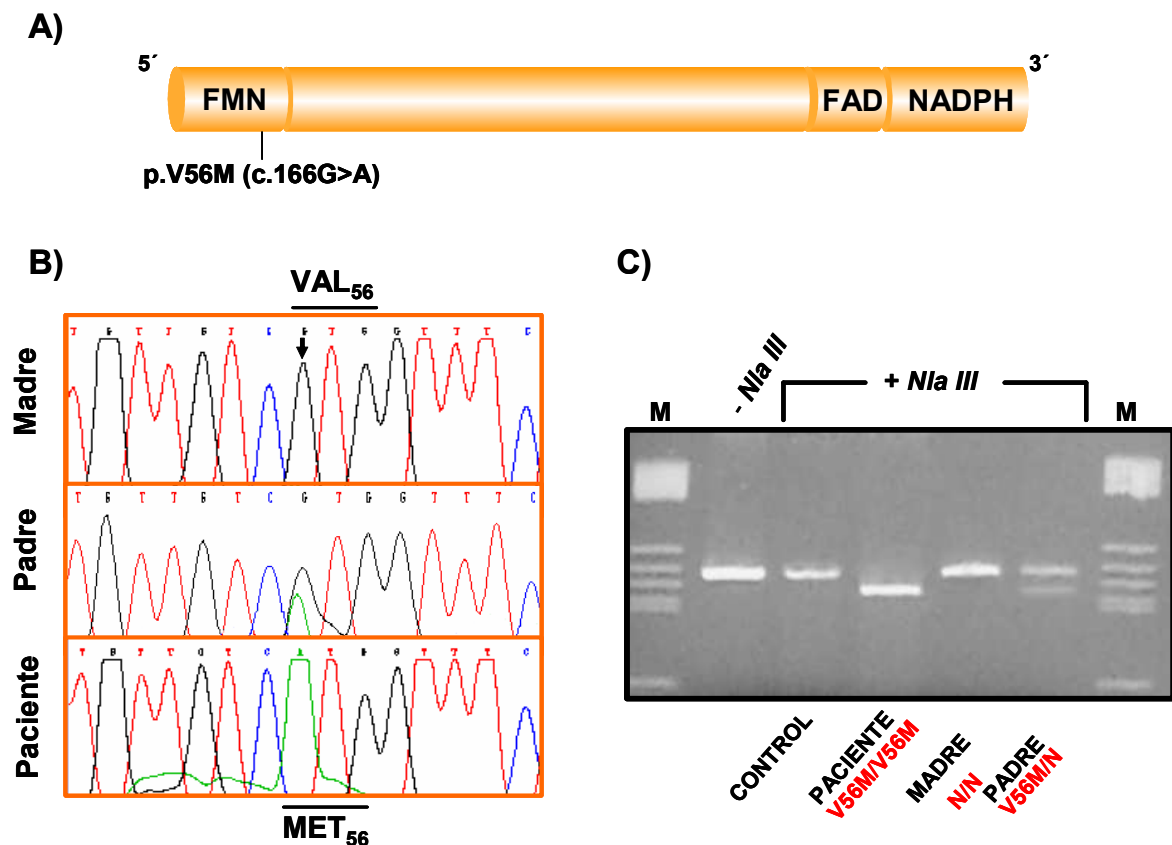 A)
5´
3´
FMN
FAD
NADPH
p.V56M (c.166G>A)
B)
VAL56
Madre
T G T T G T C G T G G T T T C
Padre
T G T T G T C G T G G T T T C
Paciente
T G T T G T C A T G G T T T C
MET56
C)
- Nla III
+ Nla III
M
M
CONTROL
PACIENTE
V56M/V56M
MADRE
N/N
PADRE
V56M/N